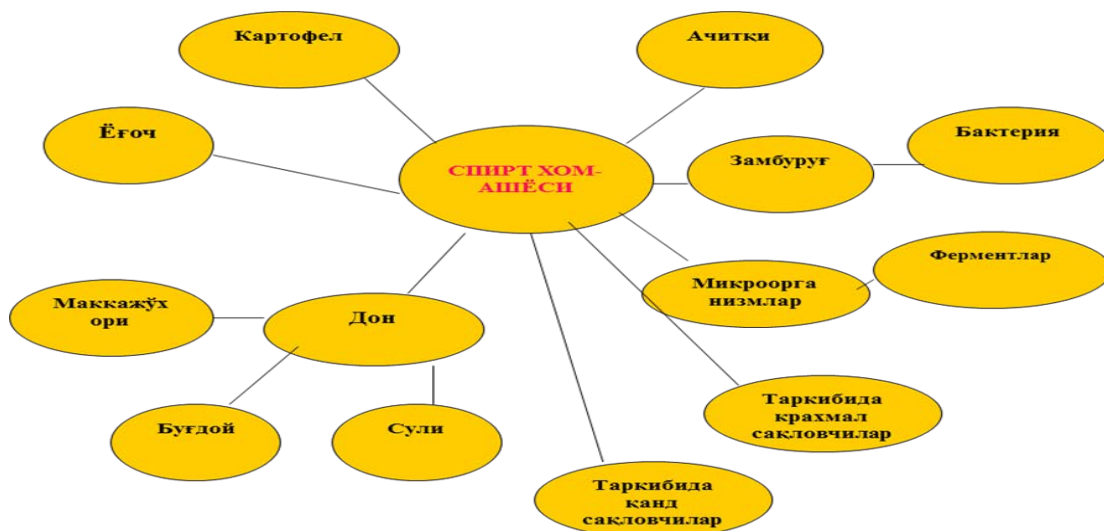 Картофел
Ачитқи
Ёғоч
СПИРТ ХОМ-
АШЁСИ
Замбуруғ
Бактерия
Микроорга
низмлар
Ферментлар
Маккажўх
ори
Дон
Буғдой
Сули
Таркибида
крахмал
сақловчилар
Таркибида
қанд
сақловчилар